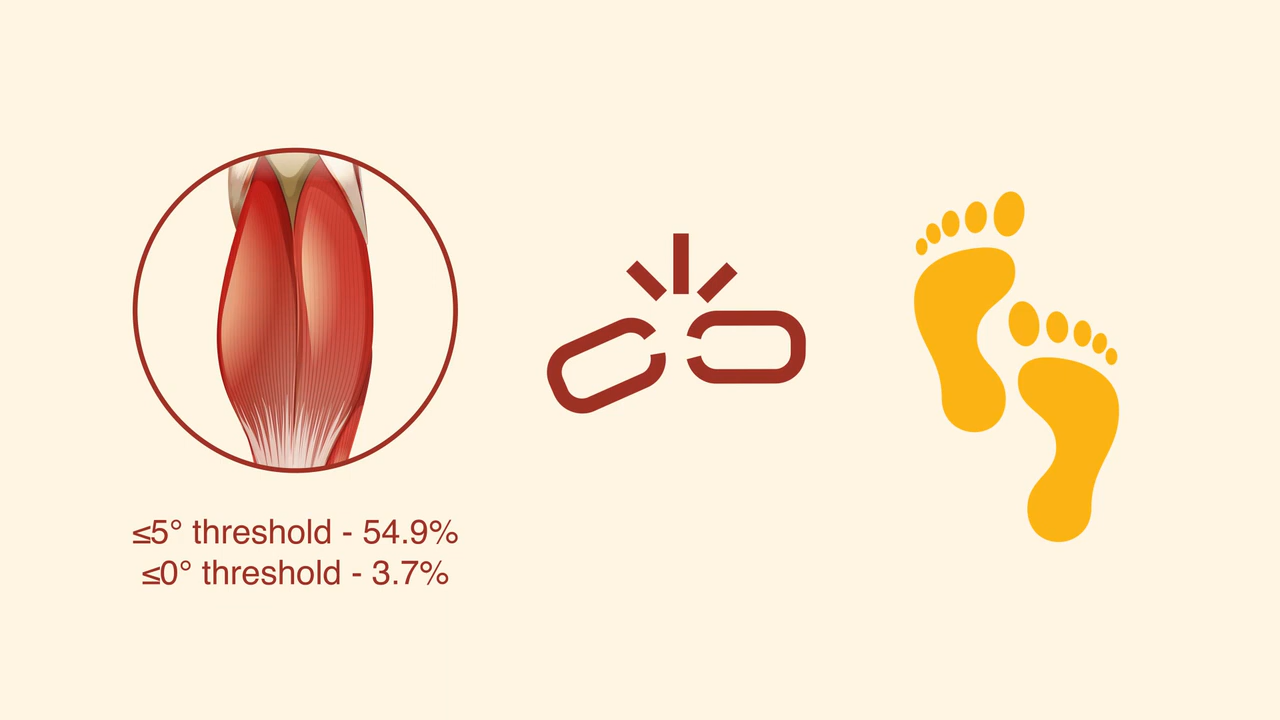 ≤5° threshold - 54.9%
≤0° threshold - 3.7%